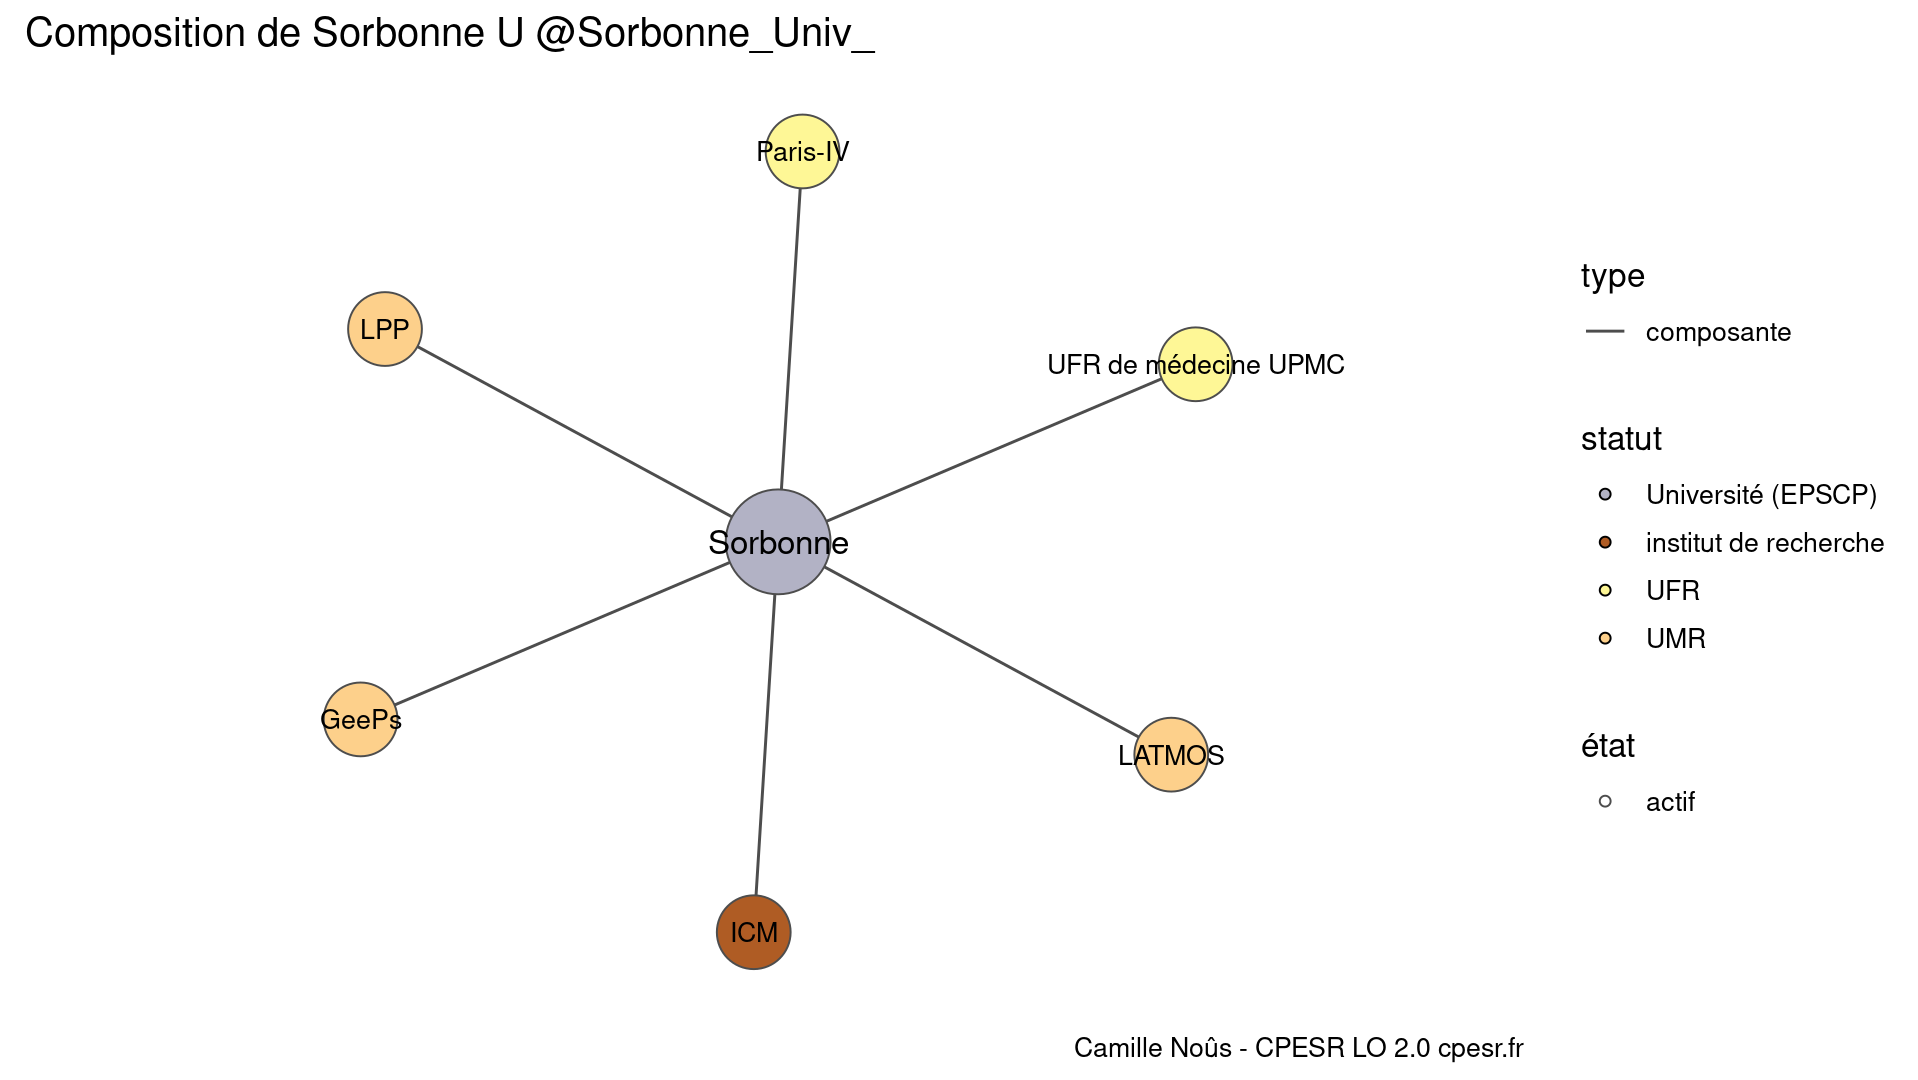 Composition de Sorbonne U @Sorbonne_Univ_
Paris-IV
LPP
UFR de médecine UPMC
Sorbonne
GeePs
LATMOS
ICM
type
composante
statut
Université (EPSCP)
institut de recherche
UFR
UMR
état
actif
Camille Noûs - CPESR LO 2.0 cpesr.fr